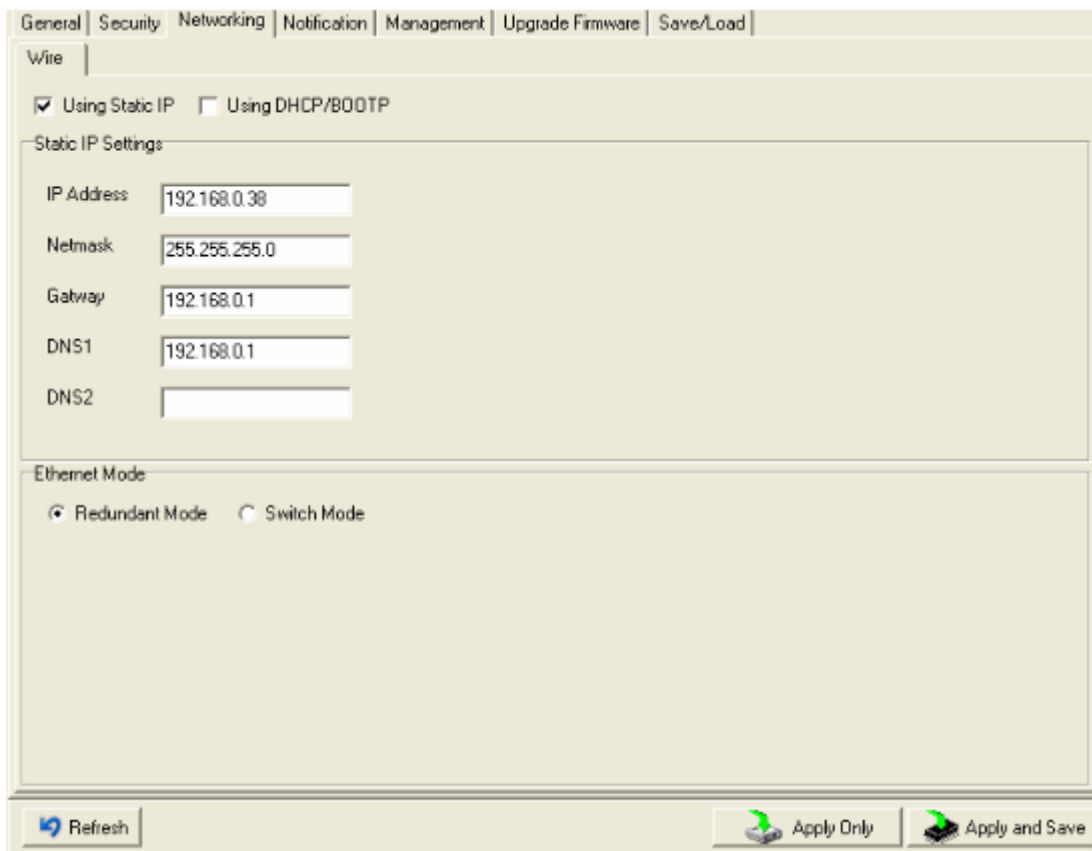 General Security Networking Notification Management Upgrade Firmware Save/Load
Wire
Using Static IP Using DHCP/BOOTP
Static IP Settings
IP Address 192.168.0.38
Netmask 255.255.255.0
Gatway 192.168.0.1
DNS1 192.168.0.1
DNS2
Ethernet Mode
Redundant Mode Switch Mode
Refresh Apply Only Apply and Save